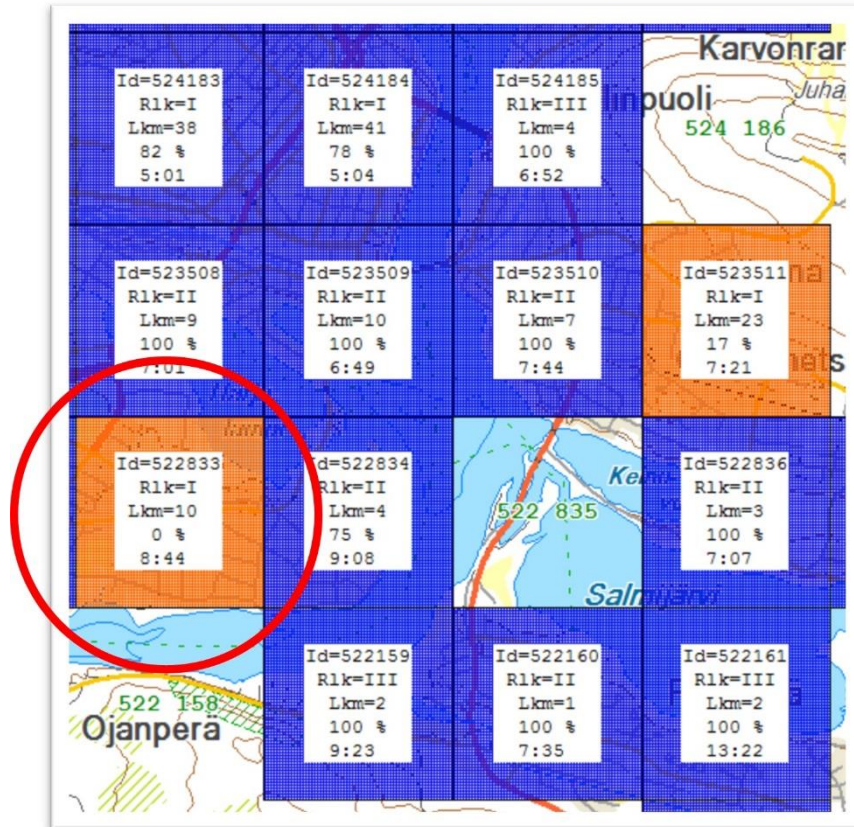 Karvonrar
Juha
linpuoli
524 186
Id=524183
Rlk=I
Lkm=38
82 %
5:01
Id=524184
Rlk=I
Lkm=41
78 %
5:04
Id=524185
Rlk=III
Lkm=4
100 %
6:52
Id=523508
Rlk=II
Lkm=9
100 %
7:01
Id=523509
Rlk=II
Lkm=10
100 %
6:49
Id=523510
Rlk=II
Lkm=7
100 %
7:44
Id=523511
Rlk=I
Lkm=23
17 %
7:21
na
ets
Id=522833
Rlk=I
Lkm=10
0 %
8:44
Id=522834
Rlk=II
Lkm=4
75 %
9:08
522 835
Salmijärvi
Id=522836
Rlk=II
Lkm=3
100 %
7:07
522 158
Ojanperä
Id=522159
Rlk=III
Lkm=2
100 %
9:23
Id=522160
Rlk=II
Lkm=1
100 %
7:35
Id=522161
Rlk=III
Lkm=2
100 %
13:22